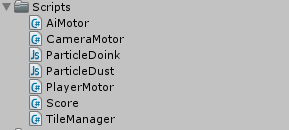 Scripts
AiMotor
CameraMotor
ParticleDoink
ParticleDust
PlayerMotor
Score
TileManager